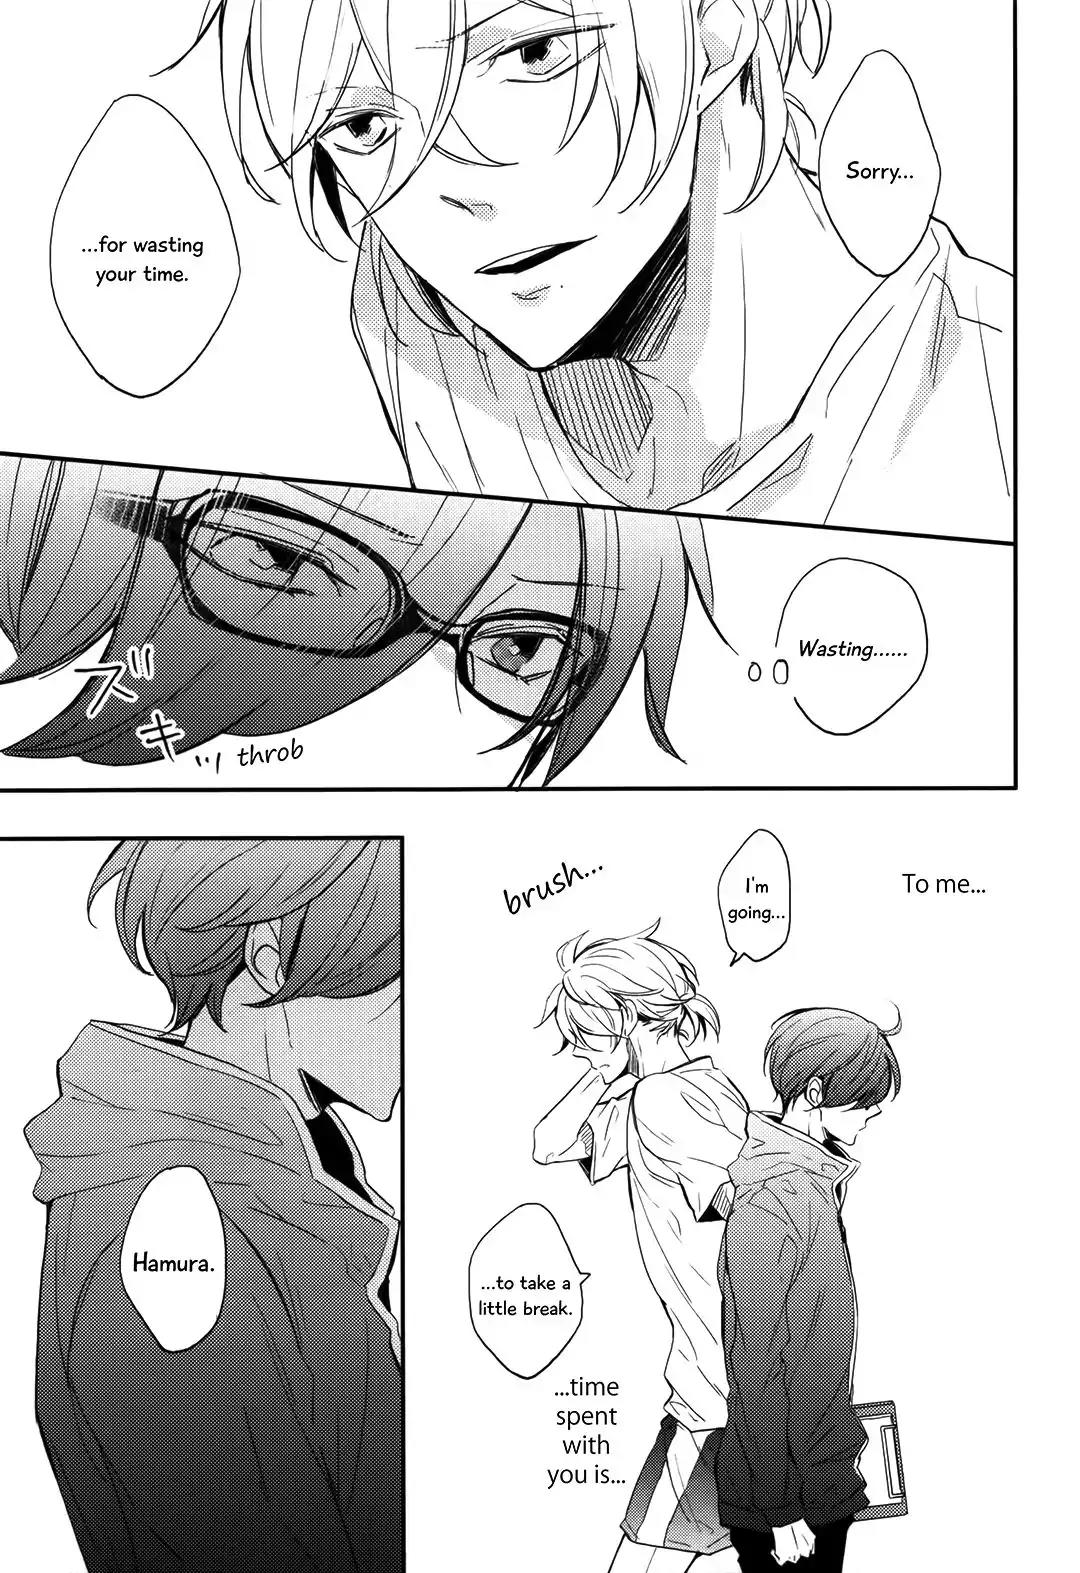 Sorry...
...for wasting
your time.
Wasting......
ズキッ
throb
To me...
I'm
going...
brush...
...to take a
little break.
...time
spent
with
you is...
Hamura.